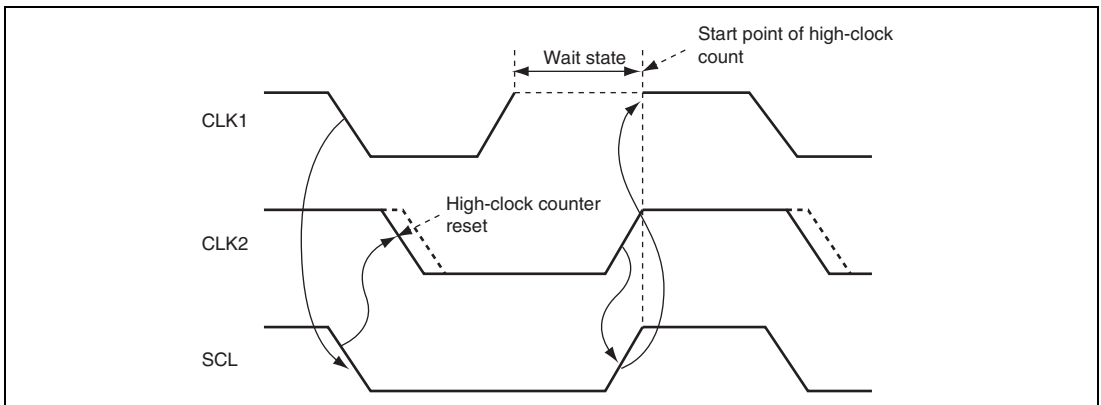 Start point of high-clock
count
Wait state
CLK1
High-clock counter
reset
CLK2
SCL